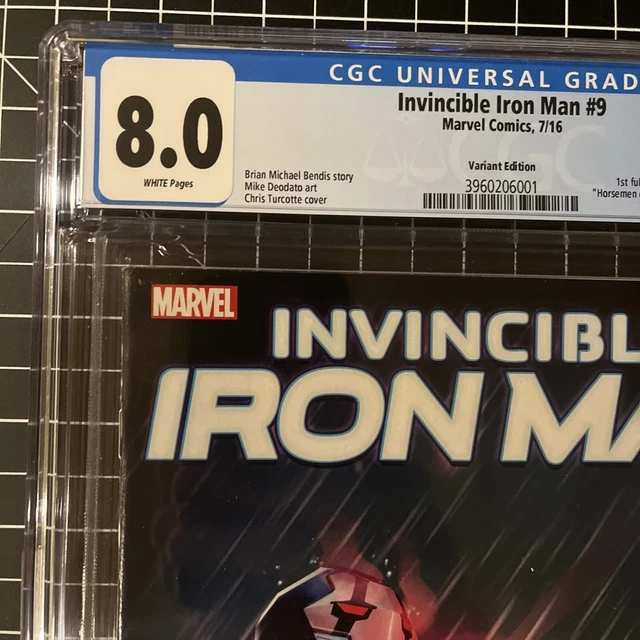 CGC UNIVERSAL GRAD
8.0
WHITE Pages
Invincible Iron Man #9
Marvel Comics, 7/16
Variant Edition
3960206001
Brian Michael Bendis story
Mike Deodato art
Chris Turcotte cover
1st ful
"Horsemen
CGC
MARVEL
INVINCIBL
IRON MA